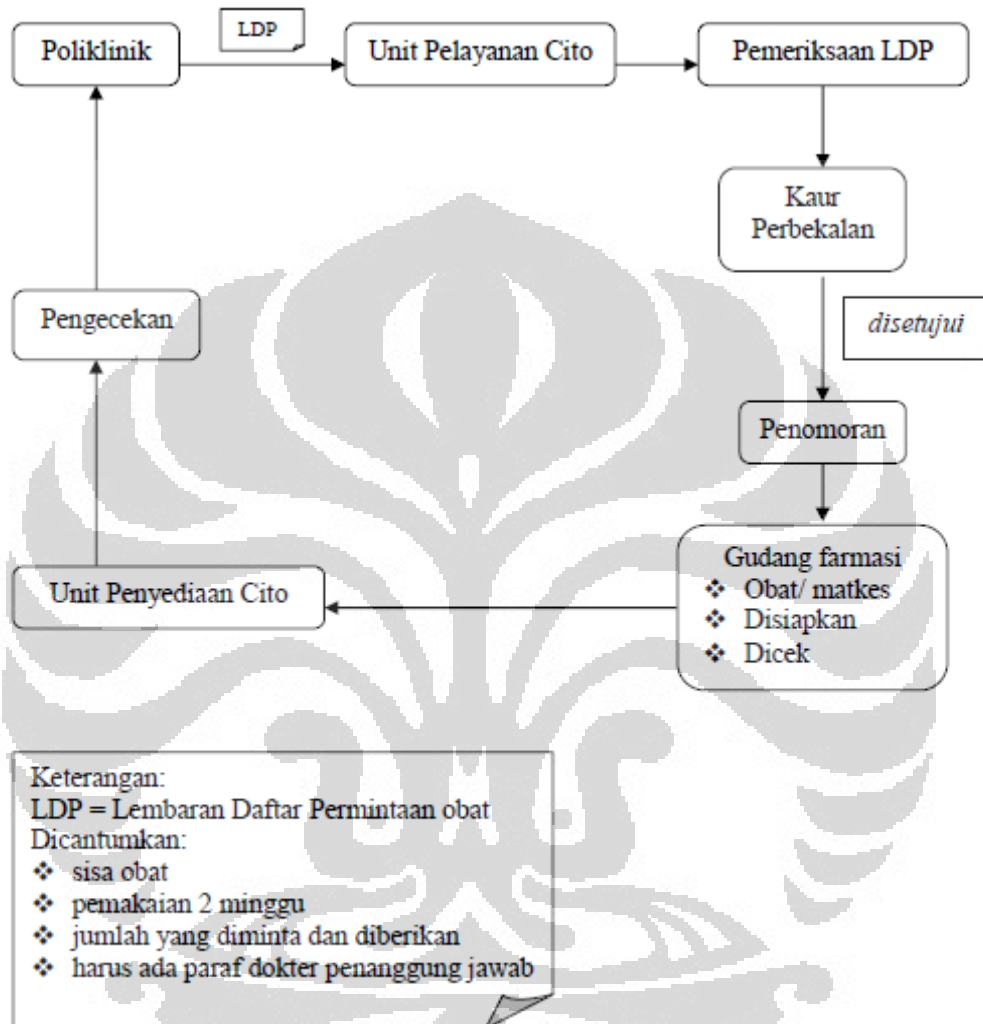 LDP
Poliklinik
Unit Pelayanan Cito
Pemeriksaan LDP
Kaur
Perbekalan
Pengecekan
disetujui
Penomoran
Gudang farmasi
❖ Obat/ matkes
❖ Disiapkan
❖ Dicek
Unit Penyediaan Cito
Keterangan:
LDP = Lembaran Daftar Permintaan obat
Dicantumkan:
❖ sisa obat
❖ pemakaian 2 minggu
❖ jumlah yang diminta dan diberikan
❖ harus ada paraf dokter penanggung jawab